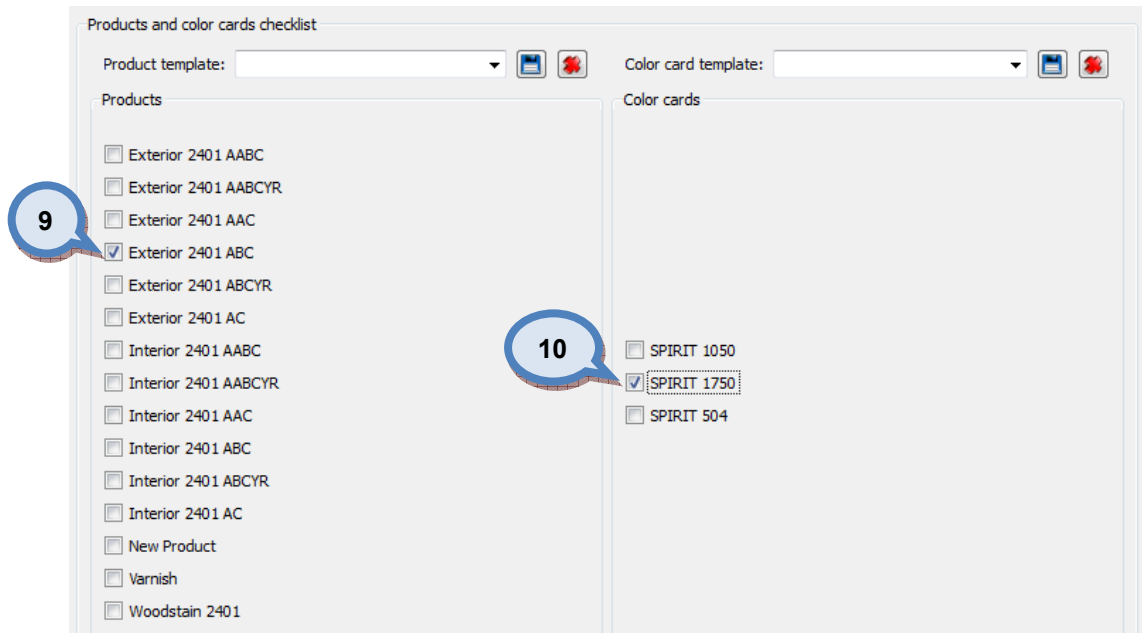 Products and color cards checklist
Product template:
Color card template:
Products
Color cards
Exterior 2401 AABC
Exterior 2401 AABCYR
Exterior 2401 AAC
9
Exterior 2401 ABC
Exterior 2401 ABCYR
Exterior 2401 AC
Interior 2401 AABC
Interior 2401 AABCYR
Interior 2401 AAC
Interior 2401 ABC
Interior 2401 ABCYR
Interior 2401 AC
New Product
Varnish
Woodstain 2401
10
SPIRIT 1050
SPIRIT 1750
SPIRIT 504